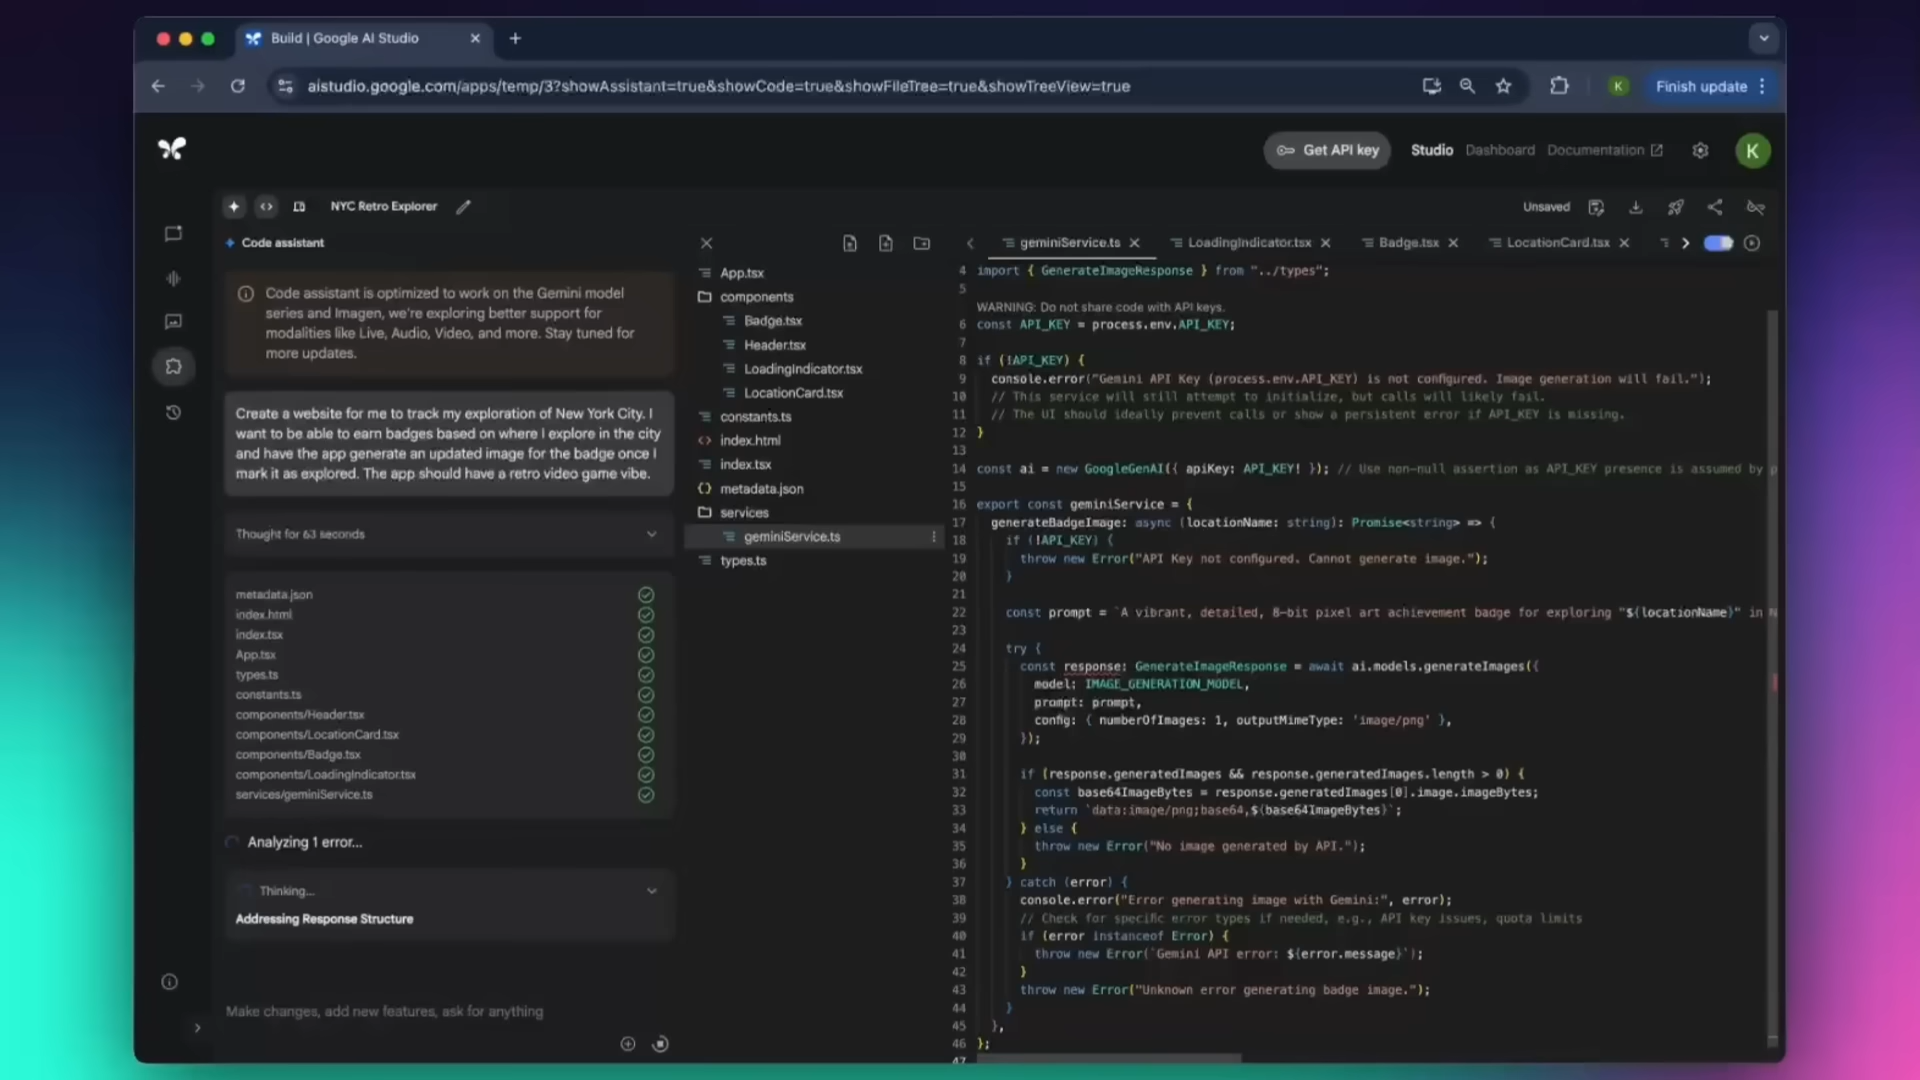 Build | Google AI Studio
aistudio.google.com/apps/temp/3?showAssistant=true&showCode=true&showFileTree=true&showTreeView=true
K
Finish update
Get API key
Studio
Dashboard
Documentation
K
NYC Retro Explorer
Unsaved
Code assistant
Code assistant is optimized to work on the Gemini model
series and Imagen, we're exploring better support for
modalities like Live, Audio, Video, and more. Stay tuned for
more updates.
Create a website for me to track my exploration of New York City. I
want to be able to earn badges based on where I explore in the city
and have the app generate an updated image for the badge once I
mark it as explored. The app should have a retro video game vibe.
Thought for 63 seconds
metadata.json
index.html
index.tsx
App.tsx
types.ts
constants.ts
components/Header.tsx
components/LocationCard.tsx
components/Badge.tsx
components/LoadingIndicator.tsx
services/geminiService.ts
Analyzing 1 error...
Thinking...
Addressing Response Structure
Make changes, add new features, ask for anything
App.tsx
components
Badge.tsx
Header.tsx
LoadingIndicator.tsx
LocationCard.tsx
constants.ts
index.html
index.tsx
metadata.json
services
geminiService.ts
types.ts
geminiService.ts
LoadingIndicator.tsx
Badge.tsx
LocationCard.tsx
4 import { GenerateImageResponse } from "../types";
5
WARNING: Do not share code with API keys.
6 const API_KEY = process.env.API_KEY;
7
8 if (!API_KEY) {
9 console.error("Gemini API Key (process.env.API_KEY) is not configured. Image generation will fail.");
10 // This service will still attempt to initialize, but calls will likely fail.
11 // The UI should ideally prevent calls or show a persistent error if API_KEY is missing.
12 }
13
14 const ai = new GoogleGenAI({ apiKey: API_KEY! }); // Use non-null assertion as API_KEY presence is assumed by
15
16 export const geminiService = {
17 generateBadgeImage: async (locationName: string): Promise<string> => {
18 if (!API_KEY) {
19 throw new Error("API Key not configured. Cannot generate image.");
20 }
21
22 const prompt = `A vibrant, detailed, 8-bit pixel art achievement badge for exploring "${locationName}" in
23
24 try {
25 const response: GenerateImageResponse = await ai.models.generateImages({
26 model: IMAGE_GENERATION_MODEL,
27 prompt: prompt,
28 config: { numberOfImages: 1, outputMimeType: 'image/png' },
29 });
30
31 if (response.generatedImages && response.generatedImages.length > 0) {
32 const base64ImageBytes = response.generatedImages[0].image.imageBytes;
33 return `data:image/png;base64,${base64ImageBytes}`;
34 } else {
35 throw new Error("No image generated by API.");
36 }
37 } catch (error) {
38 console.error("Error generating image with Gemini:", error);
39 // Check for specific error types if needed, e.g., API key issues, quota limits
40 if (error instanceof Error) {
41 throw new Error(`Gemini API error: ${error.message}`);
42 }
43 throw new Error("Unknown error generating badge image.");
44 }
45 },
46 };
47